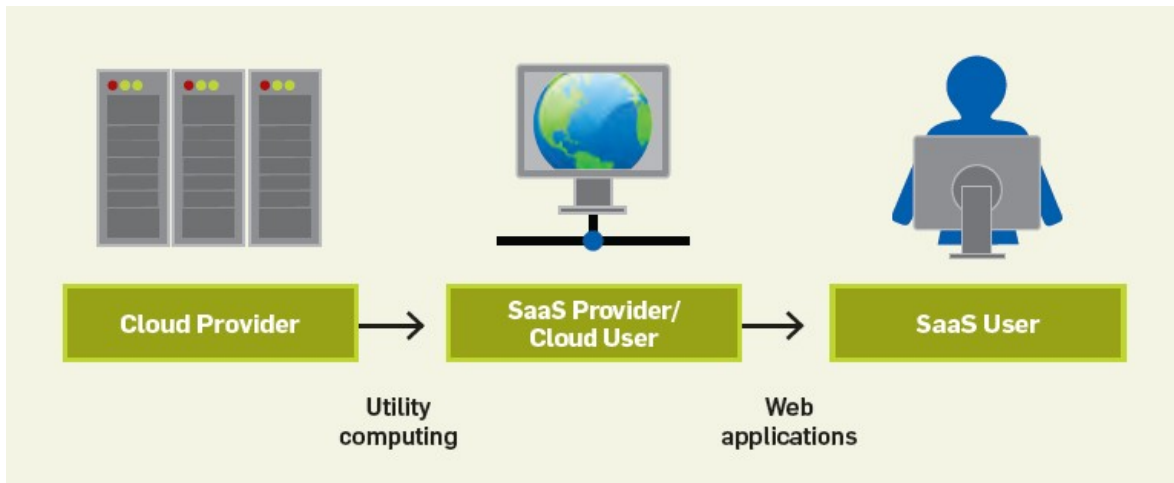 Cloud Provider
SaaS Provider/
Cloud User
SaaS User
Utility
computing
Web
applications